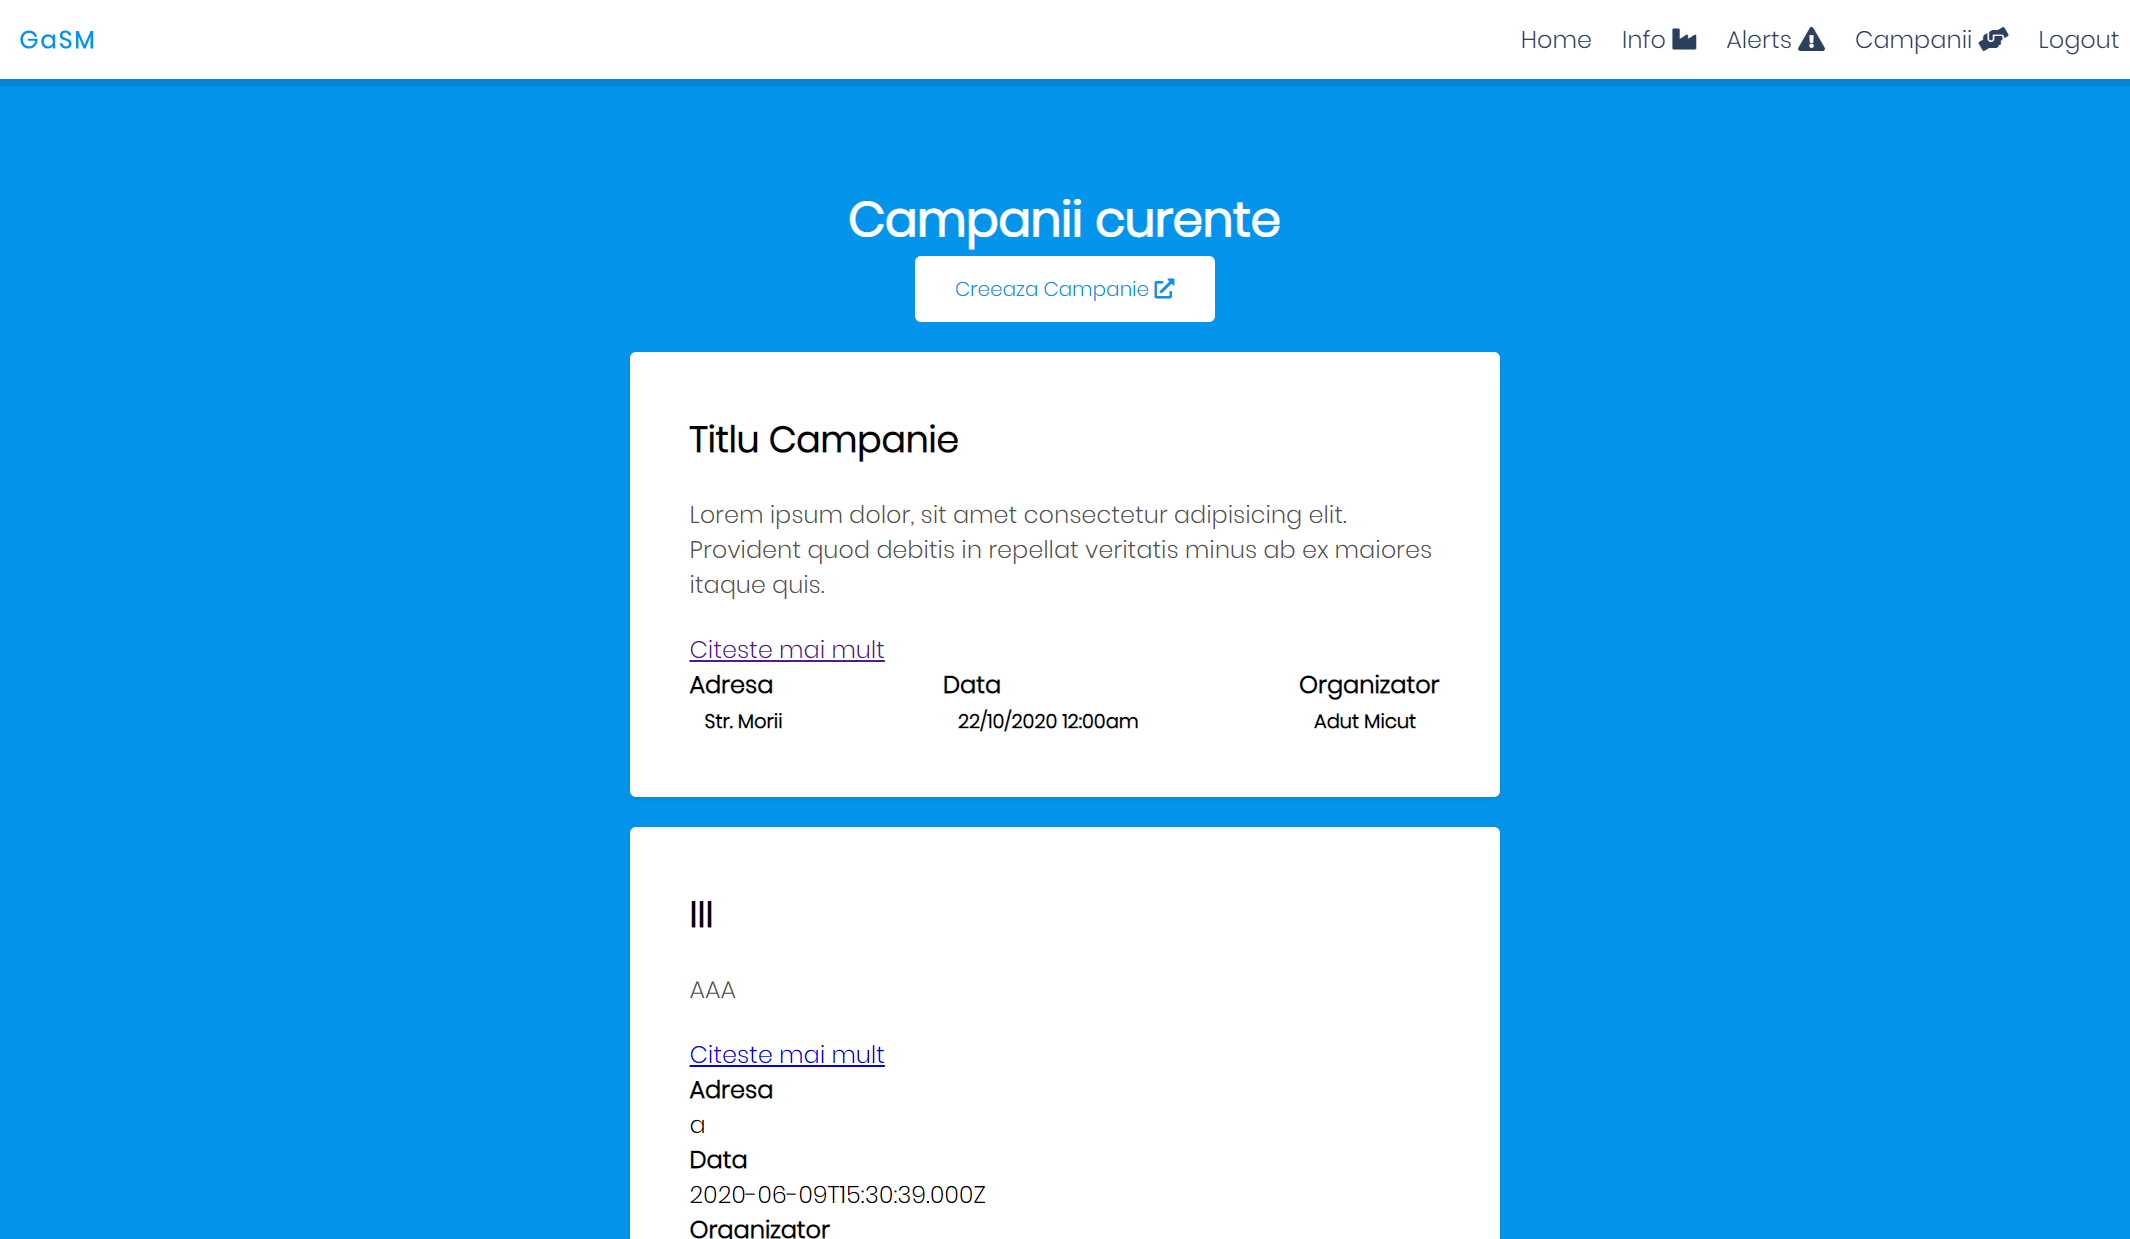 GaSM
Home Info Alerts Campanii Logout
Campanii curente
Creeaza Campanie
Titlu Campanie
Lorem ipsum dolor, sit amet consectetur adipisicing elit.
Provident quod debitis in repellat veritatis minus ab ex maiores
itaque quis.
Citeste mai mult
Adresa Data Organizator
Str. Morii 22/10/2020 12:00am Adut Micut
lll
AAA
Citeste mai mult
Adresa
a
Data
2020-06-09T15:30:39.000Z
Organizator